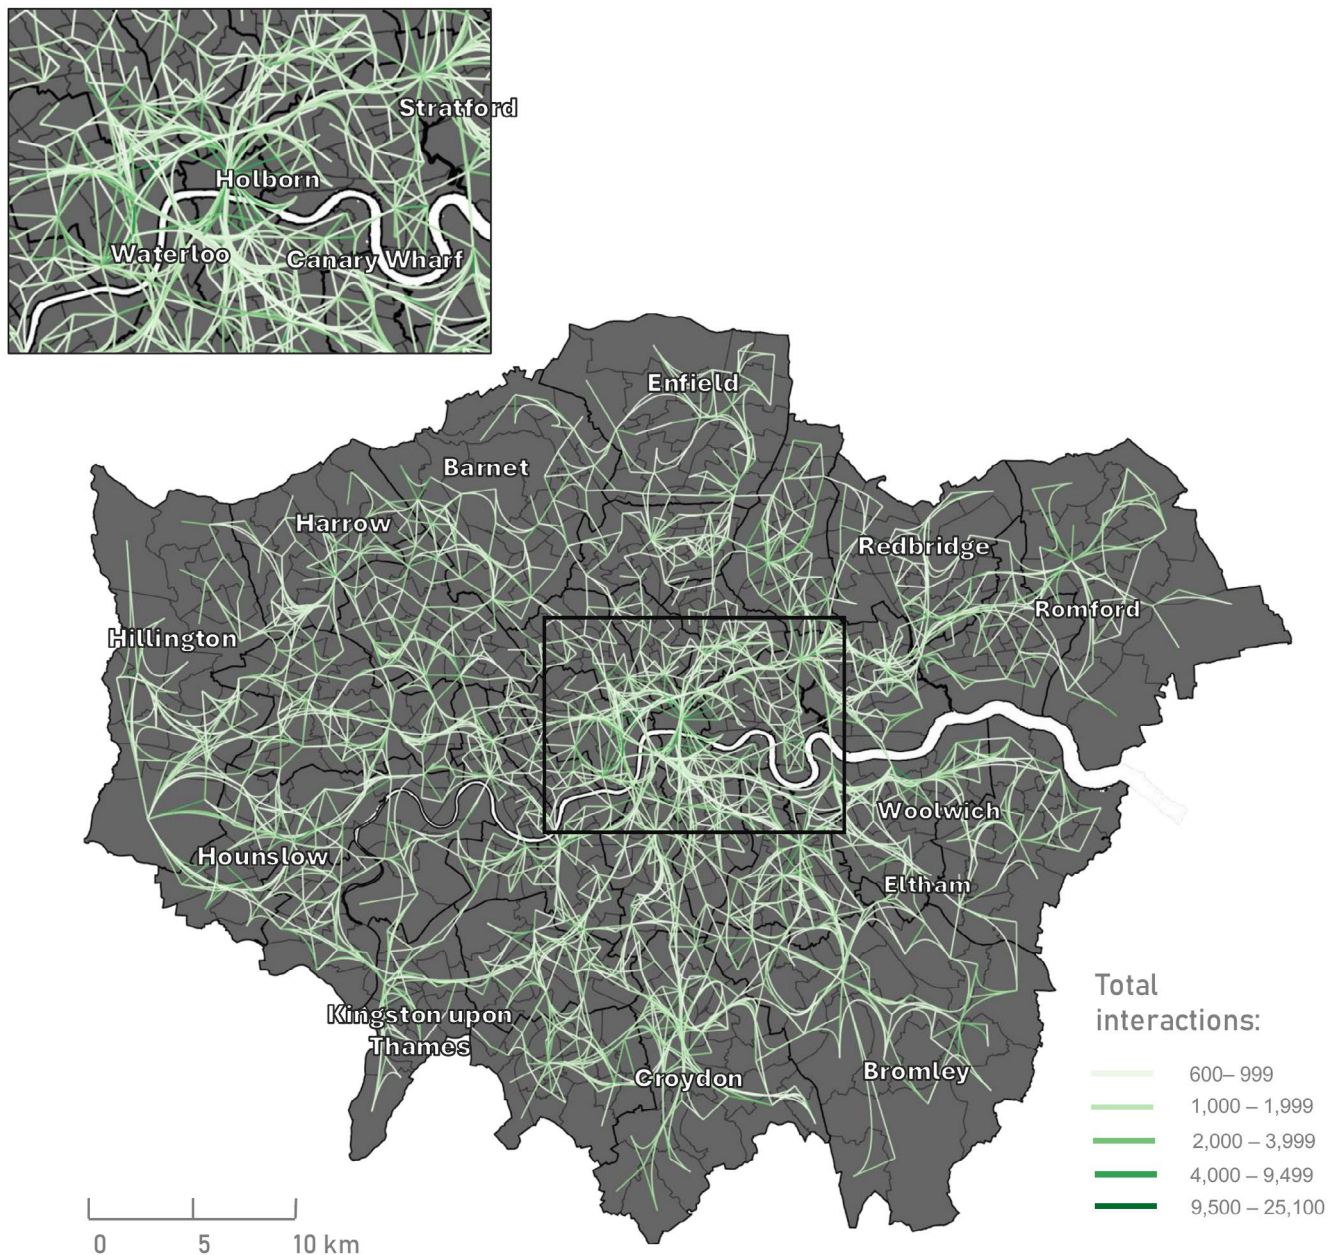 Stratford
Holborn
Waterloo
Canary Wharf
Enfield
Barnet
Harrow
Redbridge
Romford
Hillington
Woolwich
Hounslow
Eltham
Kingston upon
Thames
Croydon
Bromley
Total
interactions:
600– 999
1,000 – 1,999
2,000 – 3,999
4,000 – 9,499
9,500 – 25,100
0 5 10 km